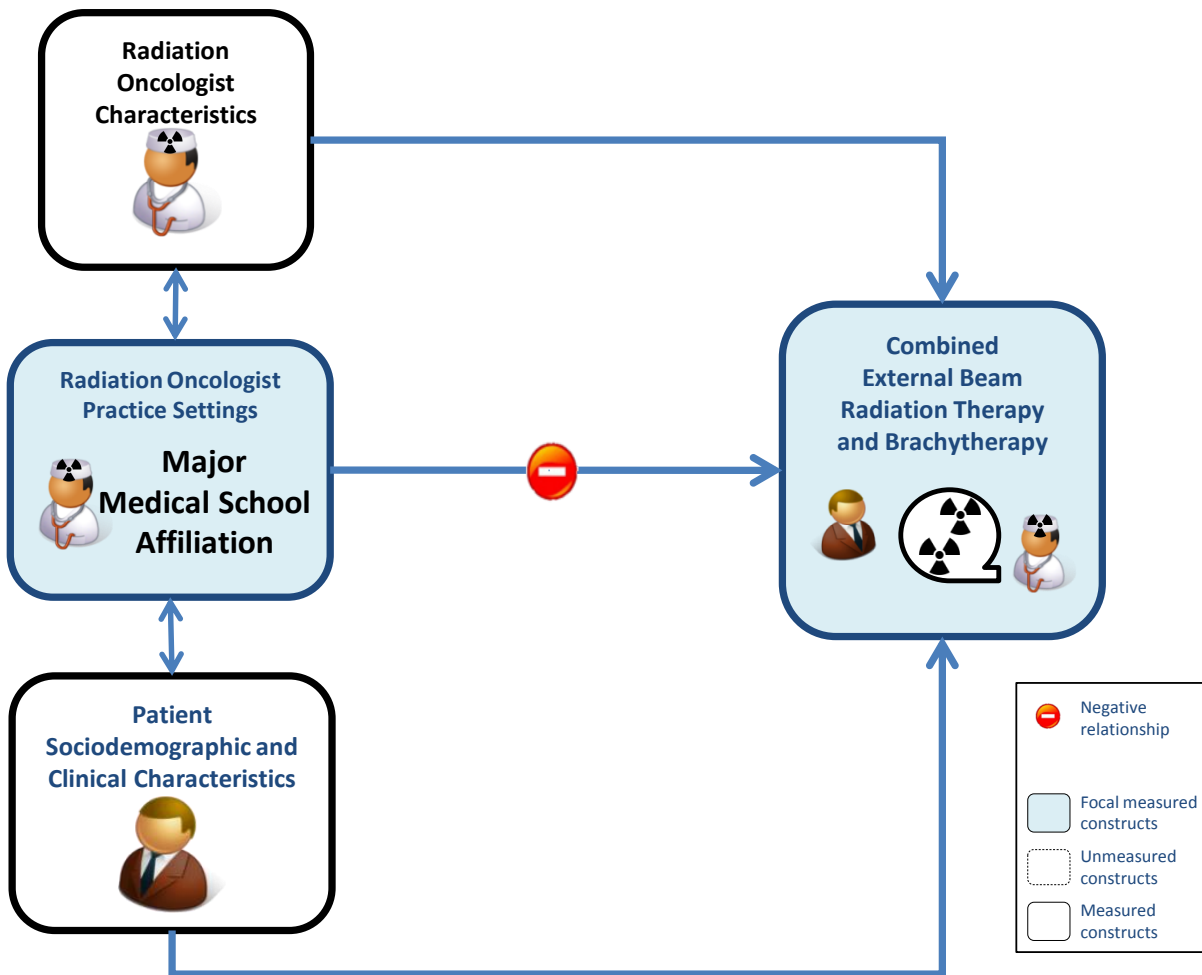 Radiation
Oncologist
Characteristics
Radiation Oncologist
Practice Settings
Major
Medical School
Affiliation
Combined
External Beam
Radiation Therapy
and Brachytherapy
Patient
Sociodemographic and
Clinical Characteristics
Negative
relationship
Focal measured
constructs
Unmeasured
constructs
Measured
constructs